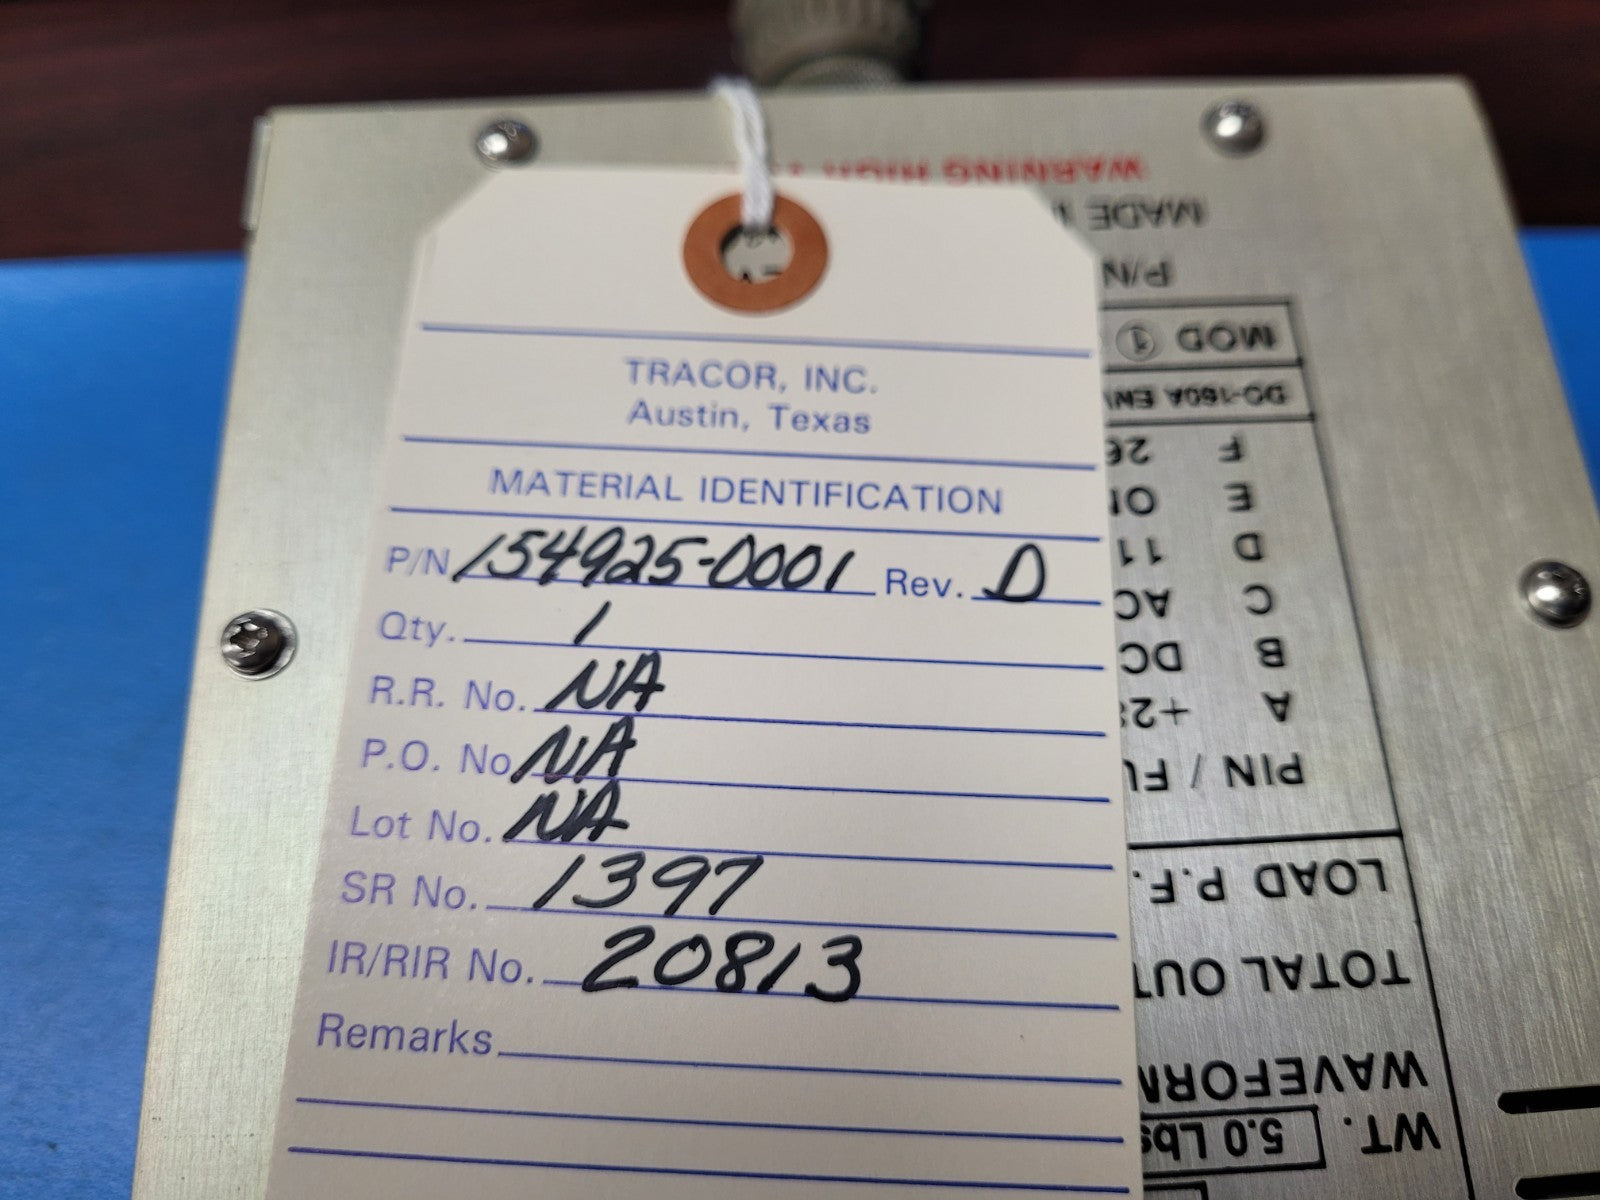 TRACOR, INC.
Austin, Texas
MATERIAL IDENTIFICATION
P/N 154925-0001 Rev. D
Qty. 1
R.R. No. NA
P.O. No NA
Lot No. NA
SR No. 1397
IR/RIR No. 20813
Remarks
WT. 5.0 Lbs
WAVEFORM
TOTAL OUT
LOAD P.F.
PIN / FU
A +28
B DC
C AC
D 11
E
F 26
DO-160A ENV
MOD 1
P/N
MADE
WARNING HIGH